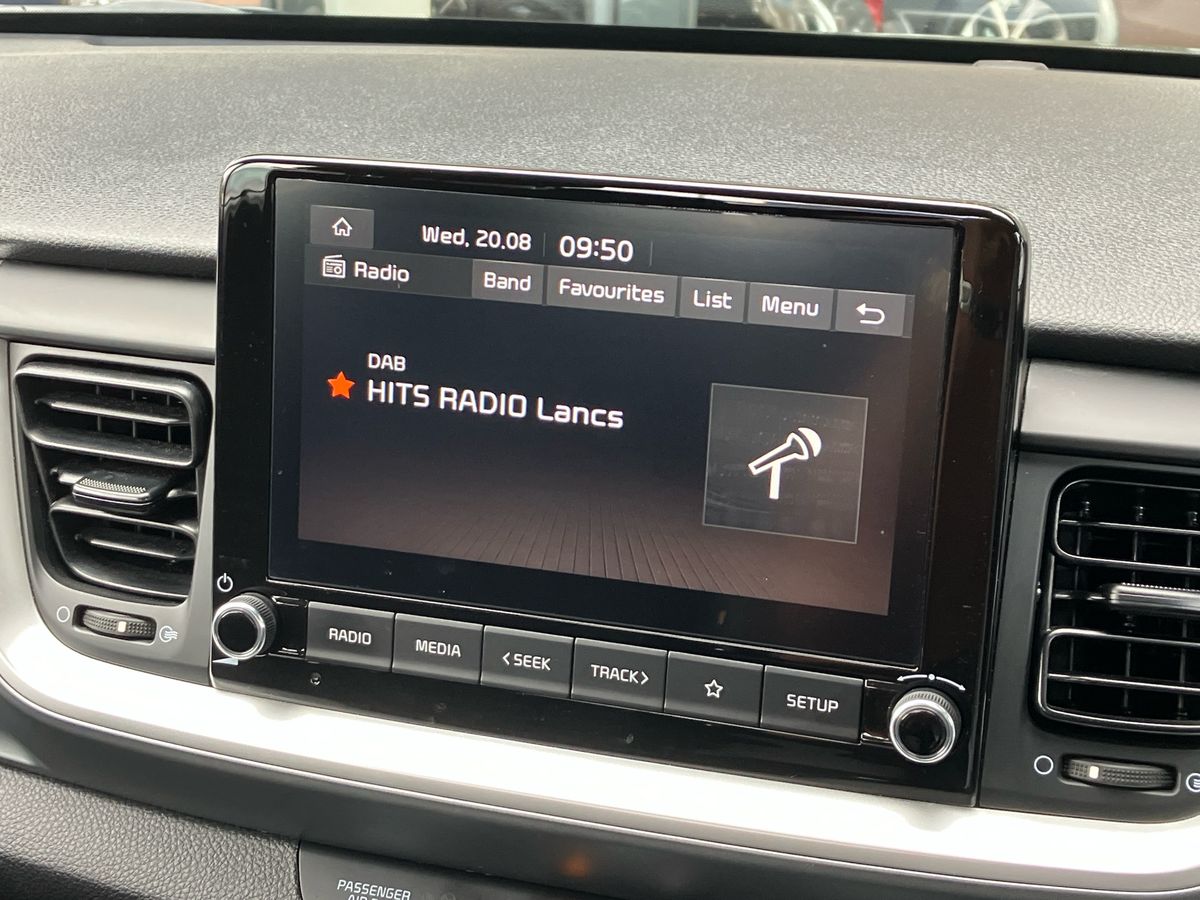 Wed, 20.08 09:50
Radio Band Favourites List Menu
DAB
HITS RADIO Lancs
RADIO MEDIA <SEEK TRACK> SETUP
PASSENGER